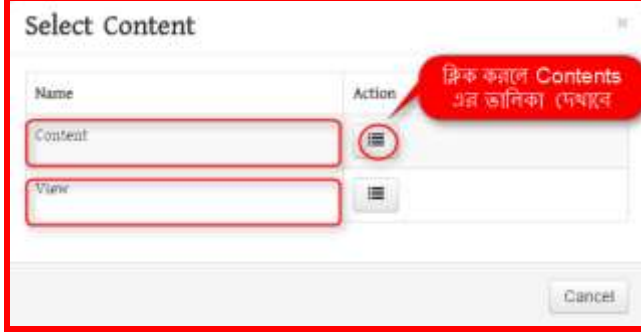 Select Content
×
Name Action
ক্লিক করলে Contents
এর তালিকা দেখাবে
Content
View
Cancel